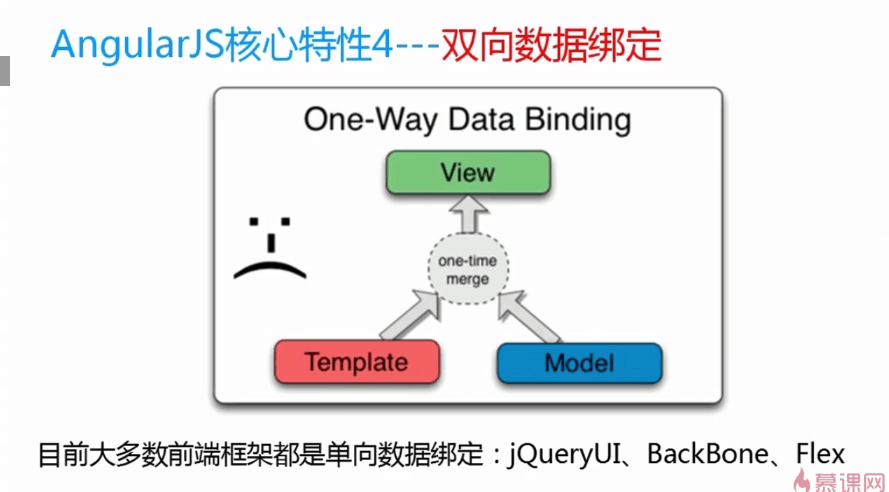 AngularJS核心特性4---双向数据绑定
One-Way Data Binding
View
one-time
merge
Template
Model
目前大多数前端框架都是单向数据绑定：jQueryUI、BackBone、Flex
慕课网